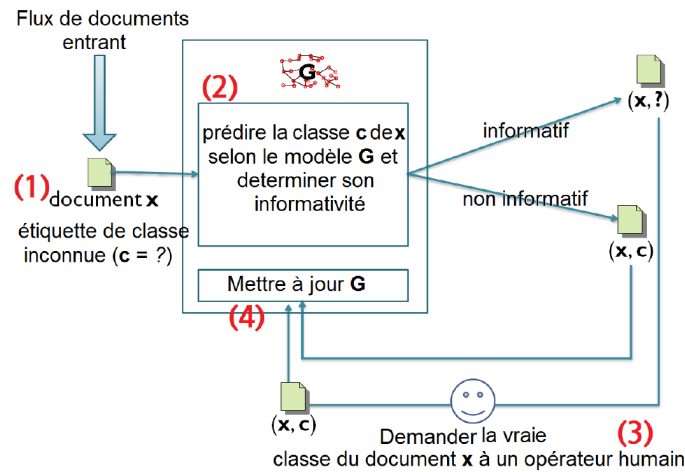 Flux de documents
entrant
G
(2)
prédire la classe c de x
selon le modèle G et
determiner son
informativité
informatif
(x, ?)
(1)
document x
étiquette de classe
inconnue (c = ?)
non informatif
(x, c)
Mettre à jour G
(4)
(x, c)
(3)
Demander la vraie
classe du document x à un opérateur humain